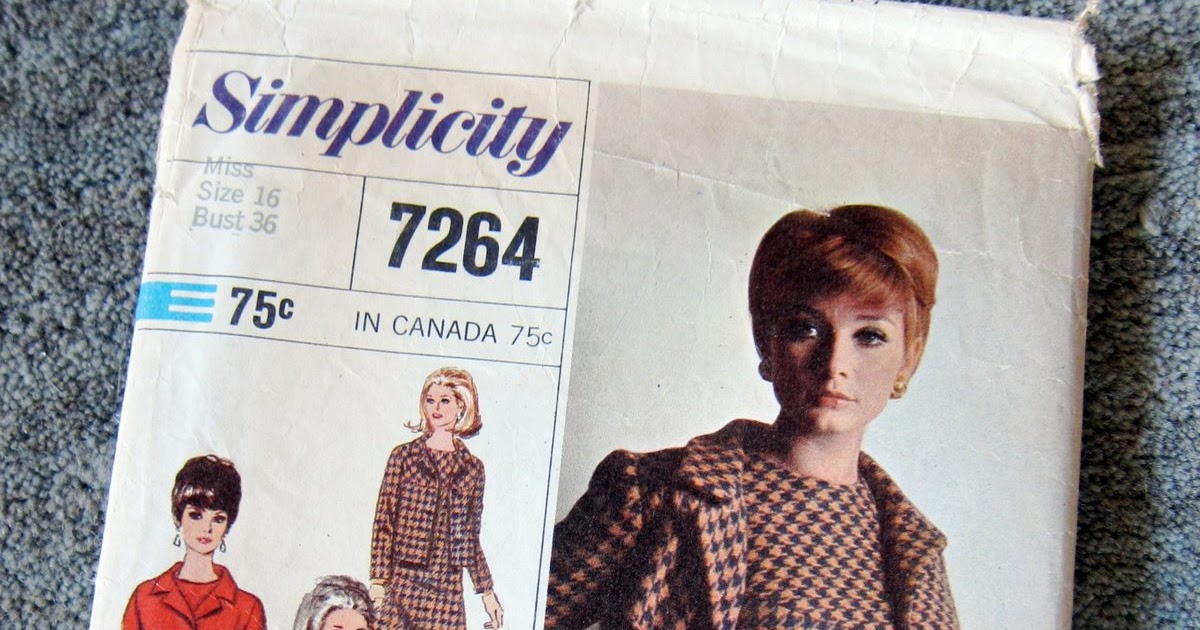 Simplicity
Miss
Size 16
Bust 36
7264
75c
IN CANADA 75c